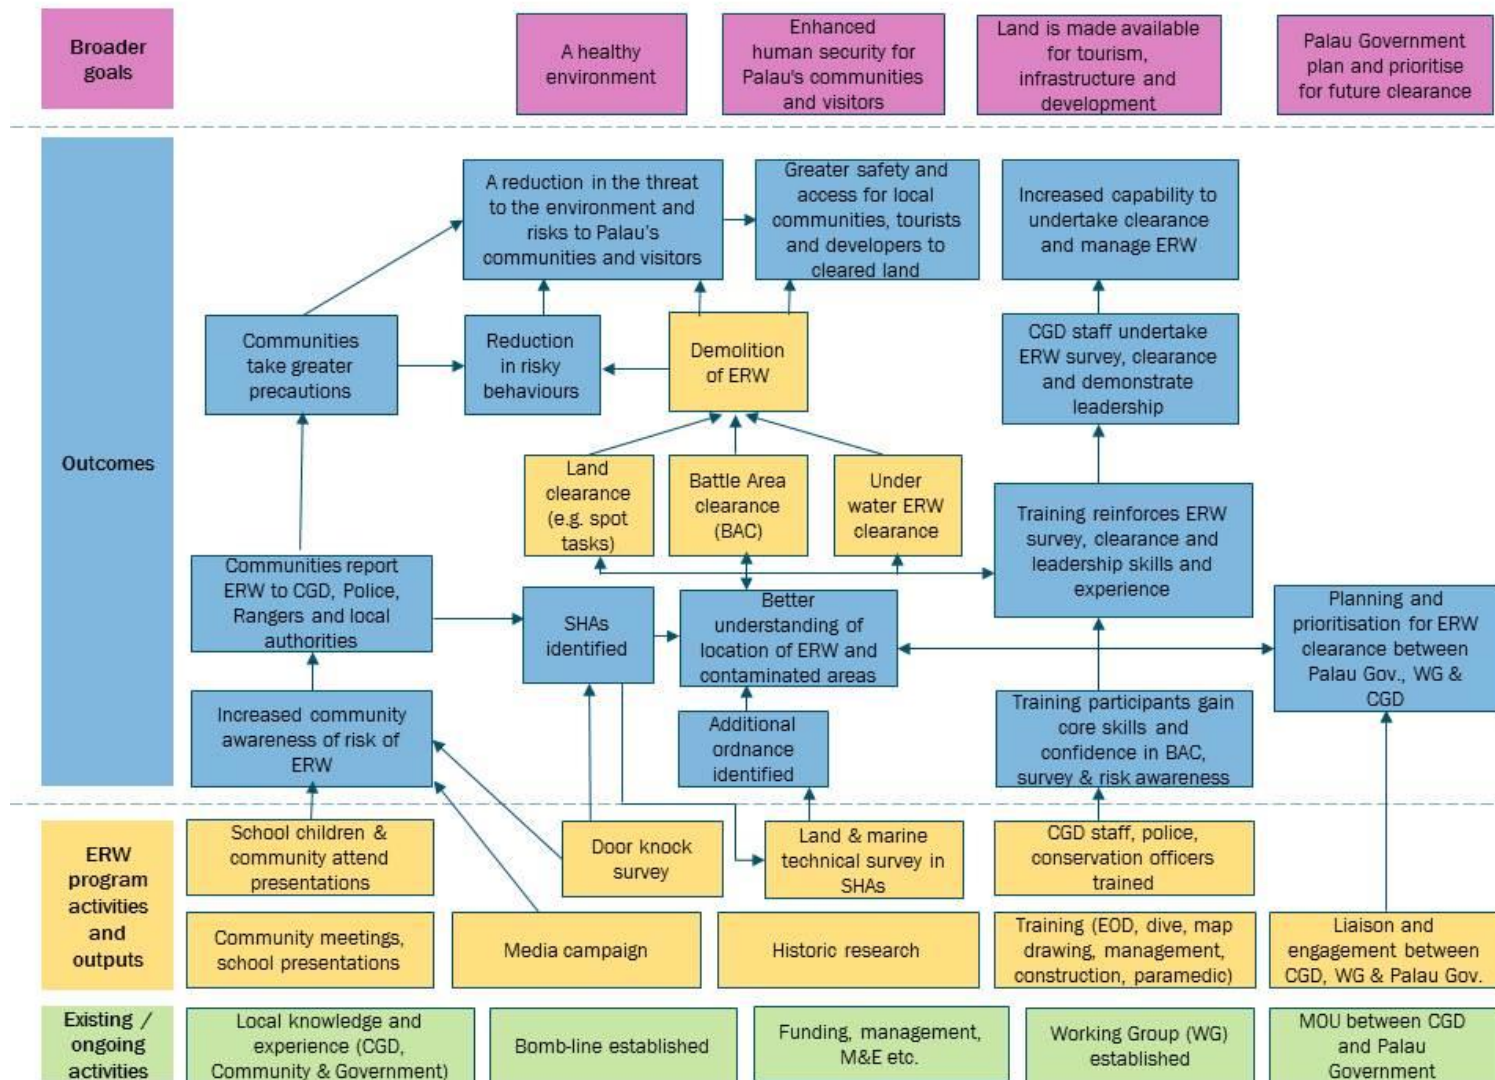 Broader
goals
A healthy
environment
Enhanced
human security for
Palau's communities
and visitors
Land is made available
for tourism,
infrastructure and
development
Palau Government
plan and prioritise
for future clearance
Outcomes
A reduction in the threat
to the environment and
risks to Palau's
communities and visitors
Greater safety and
access for local
communities, tourists
and developers to
cleared land
Increased capability to
undertake clearance
and manage ERW
Communities
take greater
precautions
Reduction
in risky
behaviours
Demolition
of ERW
CGD staff undertake
ERW survey, clearance
and demonstrate
leadership
Land
clearance
(e.g. spot
tasks)
Battle Area
clearance
(BAC)
Under
water ERW
clearance
Training reinforces ERW
survey, clearance and
leadership skills and
experience
Communities report
ERW to CGD, Police,
Rangers and local
authorities
SHAs
identified
Better
understanding of
location of ERW and
contaminated areas
Planning and
prioritisation for ERW
clearance between
Palau Gov., WG &
CGD
Increased community
awareness of risk of
ERW
Additional
ordnance
identified
Training participants gain
core skills and
confidence in BAC,
survey & risk awareness
ERW
program
activities
and
outputs
School children &
community attend
presentations
Door knock
survey
Land & marine
technical survey in
SHAs
CGD staff, police,
conservation officers
trained
Community meetings,
school presentations
Media campaign
Historic research
Training (EOD, dive, map
drawing, management,
construction, paramedic)
Liaison and
engagement between
CGD, WG & Palau Gov.
Existing /
ongoing
activities
Local knowledge and
experience (CGD,
Community & Government)
Bomb-line established
Funding, management,
M&E etc.
Working Group (WG)
established
MOU between CGD
and Palau
Government